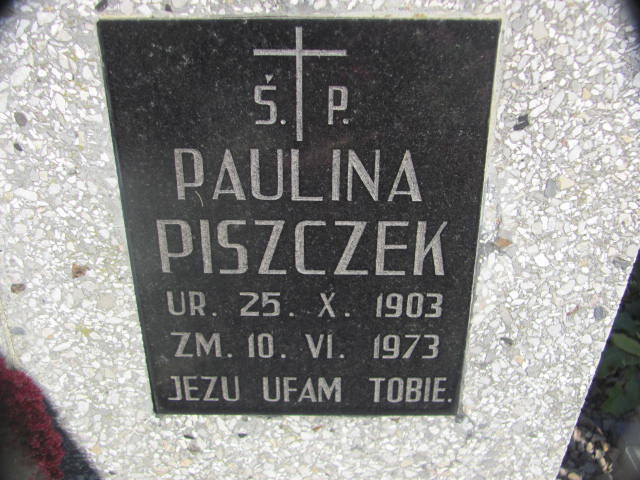 Ś. P.
PAULINA
PISZCZEK
UR. 25. X. 1903
ZM. 10. VI. 1973
JEZU UFAM TOBIE.